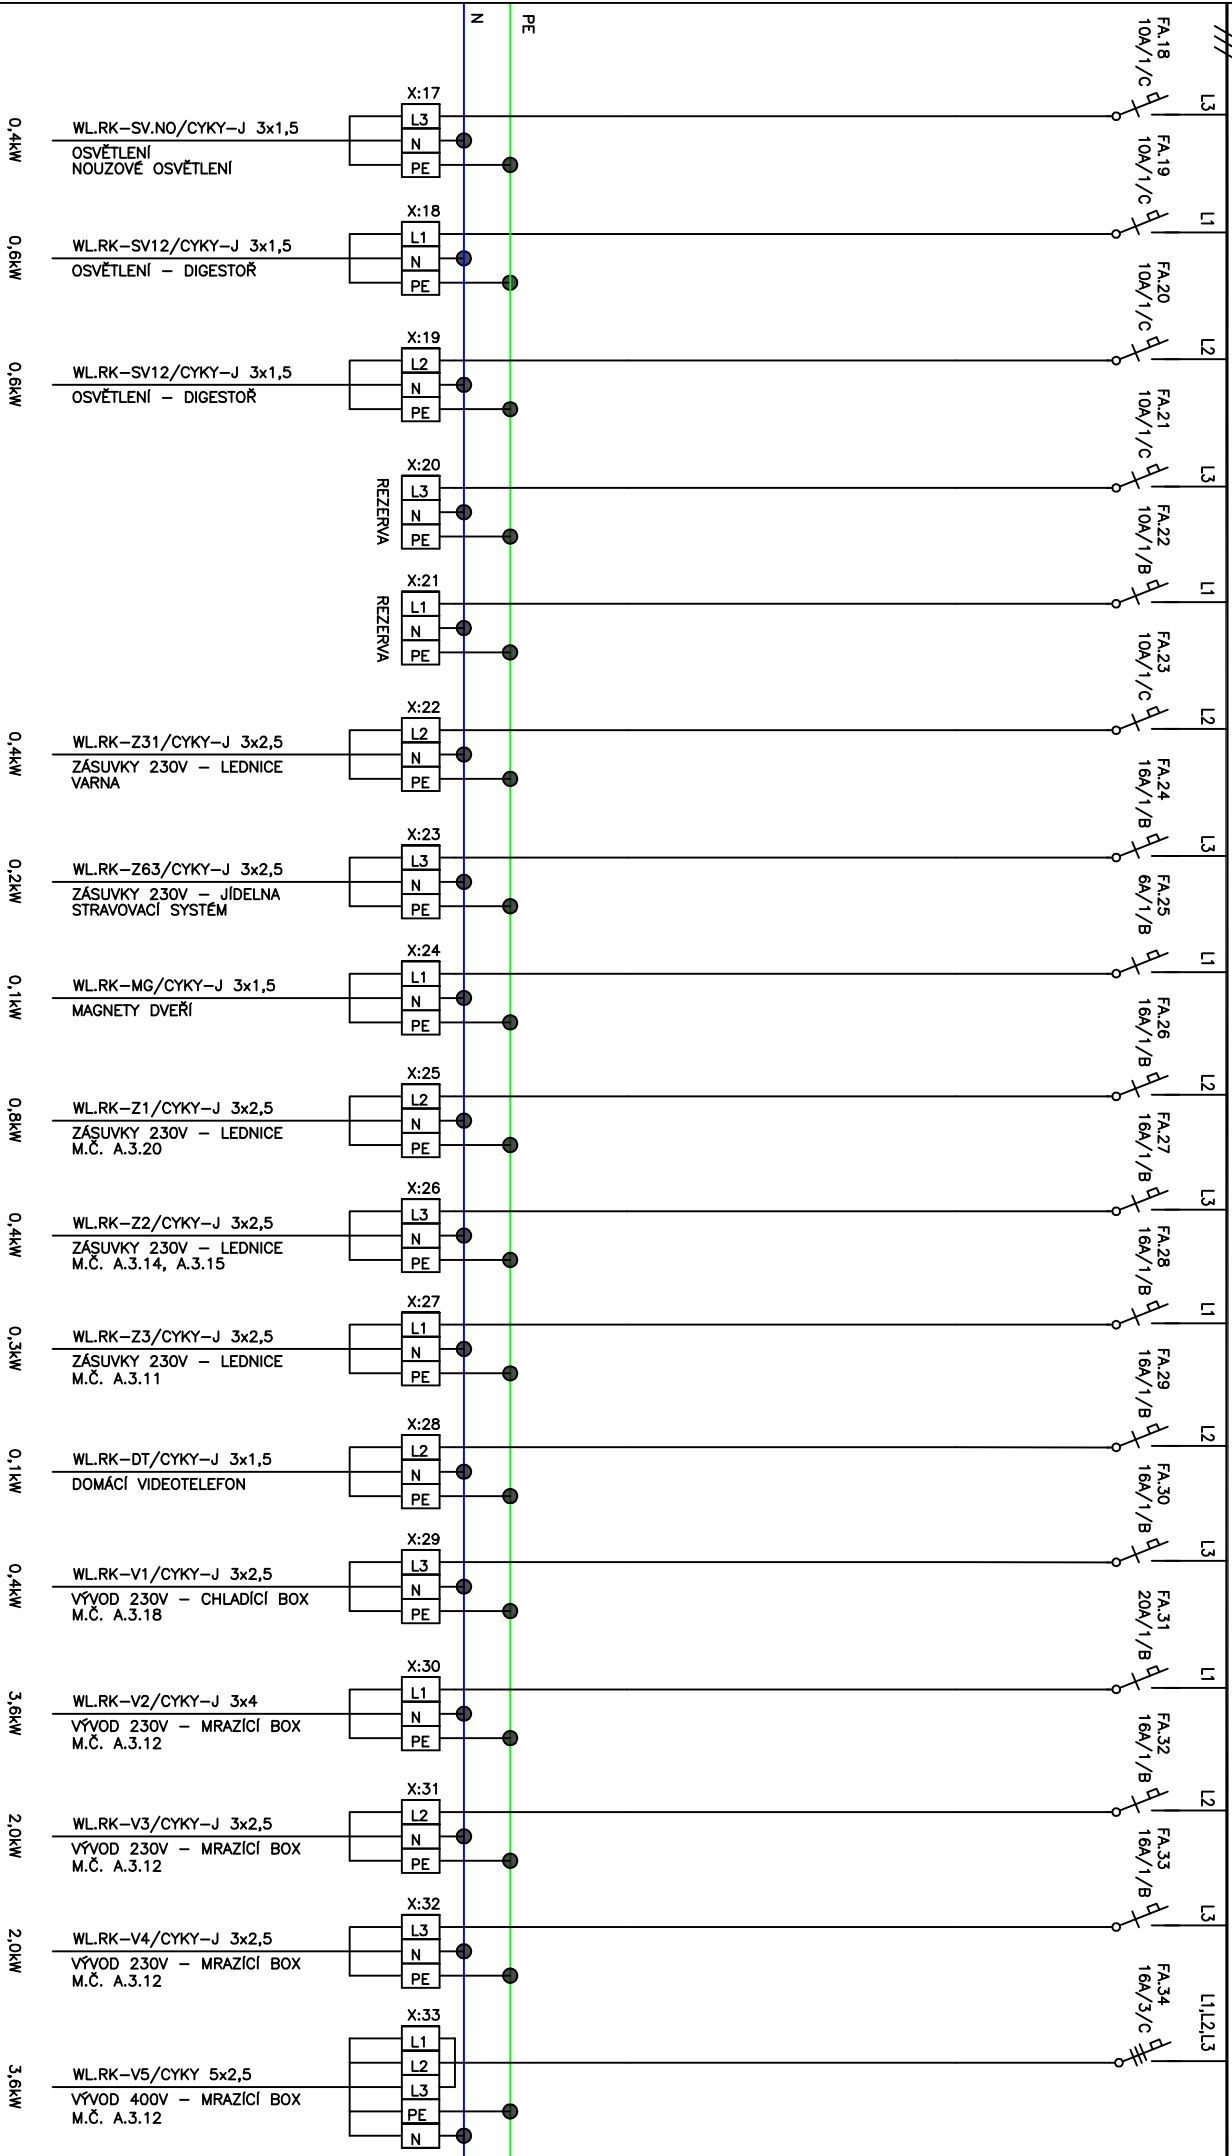 N
PE
FA.18
10A/1/C
L3
X:17
L3
N
PE
WL.RK-SV.NO/CYKY-J 3x1,5
OSVĚTLENÍ
NOUZOVÉ OSVĚTLENÍ
0,4kW
FA.19
10A/1/C
L1
X:18
L1
N
PE
WL.RK-SV12/CYKY-J 3x1,5
OSVĚTLENÍ - DIGESTOŘ
0,6kW
FA.20
10A/1/C
L2
X:19
L2
N
PE
WL.RK-SV12/CYKY-J 3x1,5
OSVĚTLENÍ - DIGESTOŘ
0,6kW
FA.21
10A/1/C
L3
X:20
L3
N
PE
REZERVA
FA.22
10A/1/B
L1
X:21
L1
N
PE
REZERVA
FA.23
10A/1/C
L2
X:22
L2
N
PE
WL.RK-Z31/CYKY-J 3x2,5
ZÁSUVKY 230V - LEDNICE
VARNA
0,4kW
FA.24
16A/1/B
L3
X:23
L3
N
PE
WL.RK-Z63/CYKY-J 3x2,5
ZÁSUVKY 230V - JÍDELNA
STRAVOVACÍ SYSTÉM
0,2kW
FA.25
6A/1/B
L1
X:24
L1
N
PE
WL.RK-MG/CYKY-J 3x1,5
MAGNETY DVEŘÍ
0,1kW
FA.26
16A/1/B
L2
X:25
L2
N
PE
WL.RK-Z1/CYKY-J 3x2,5
ZÁSUVKY 230V - LEDNICE
M.Č. A.3.20
0,8kW
FA.27
16A/1/B
L3
X:26
L3
N
PE
WL.RK-Z2/CYKY-J 3x2,5
ZÁSUVKY 230V - LEDNICE
M.Č. A.3.14, A.3.15
0,4kW
FA.28
16A/1/B
L1
X:27
L1
N
PE
WL.RK-Z3/CYKY-J 3x2,5
ZÁSUVKY 230V - LEDNICE
M.Č. A.3.11
0,3kW
FA.29
16A/1/B
L2
X:28
L2
N
PE
WL.RK-DT/CYKY-J 3x1,5
DOMÁCÍ VIDEOTELEFON
0,1kW
FA.30
16A/1/B
L3
X:29
L3
N
PE
WL.RK-V1/CYKY-J 3x2,5
VÝVOD 230V - CHLADÍCÍ BOX
M.Č. A.3.18
0,4kW
FA.31
20A/1/B
L1
X:30
L1
N
PE
WL.RK-V2/CYKY-J 3x4
VÝVOD 230V - MRAZÍCÍ BOX
M.Č. A.3.12
3,6kW
FA.32
16A/1/B
L2
X:31
L2
N
PE
WL.RK-V3/CYKY-J 3x2,5
VÝVOD 230V - MRAZÍCÍ BOX
M.Č. A.3.12
2,0kW
FA.33
16A/1/B
L3
X:32
L3
N
PE
WL.RK-V4/CYKY-J 3x2,5
VÝVOD 230V - MRAZÍCÍ BOX
M.Č. A.3.12
2,0kW
FA.34
16A/3/C
L1,L2,L3
X:33
L1
L2
L3
PE
N
WL.RK-V5/CYKY 5x2,5
VÝVOD 400V - MRAZÍCÍ BOX
M.Č. A.3.12
3,6kW